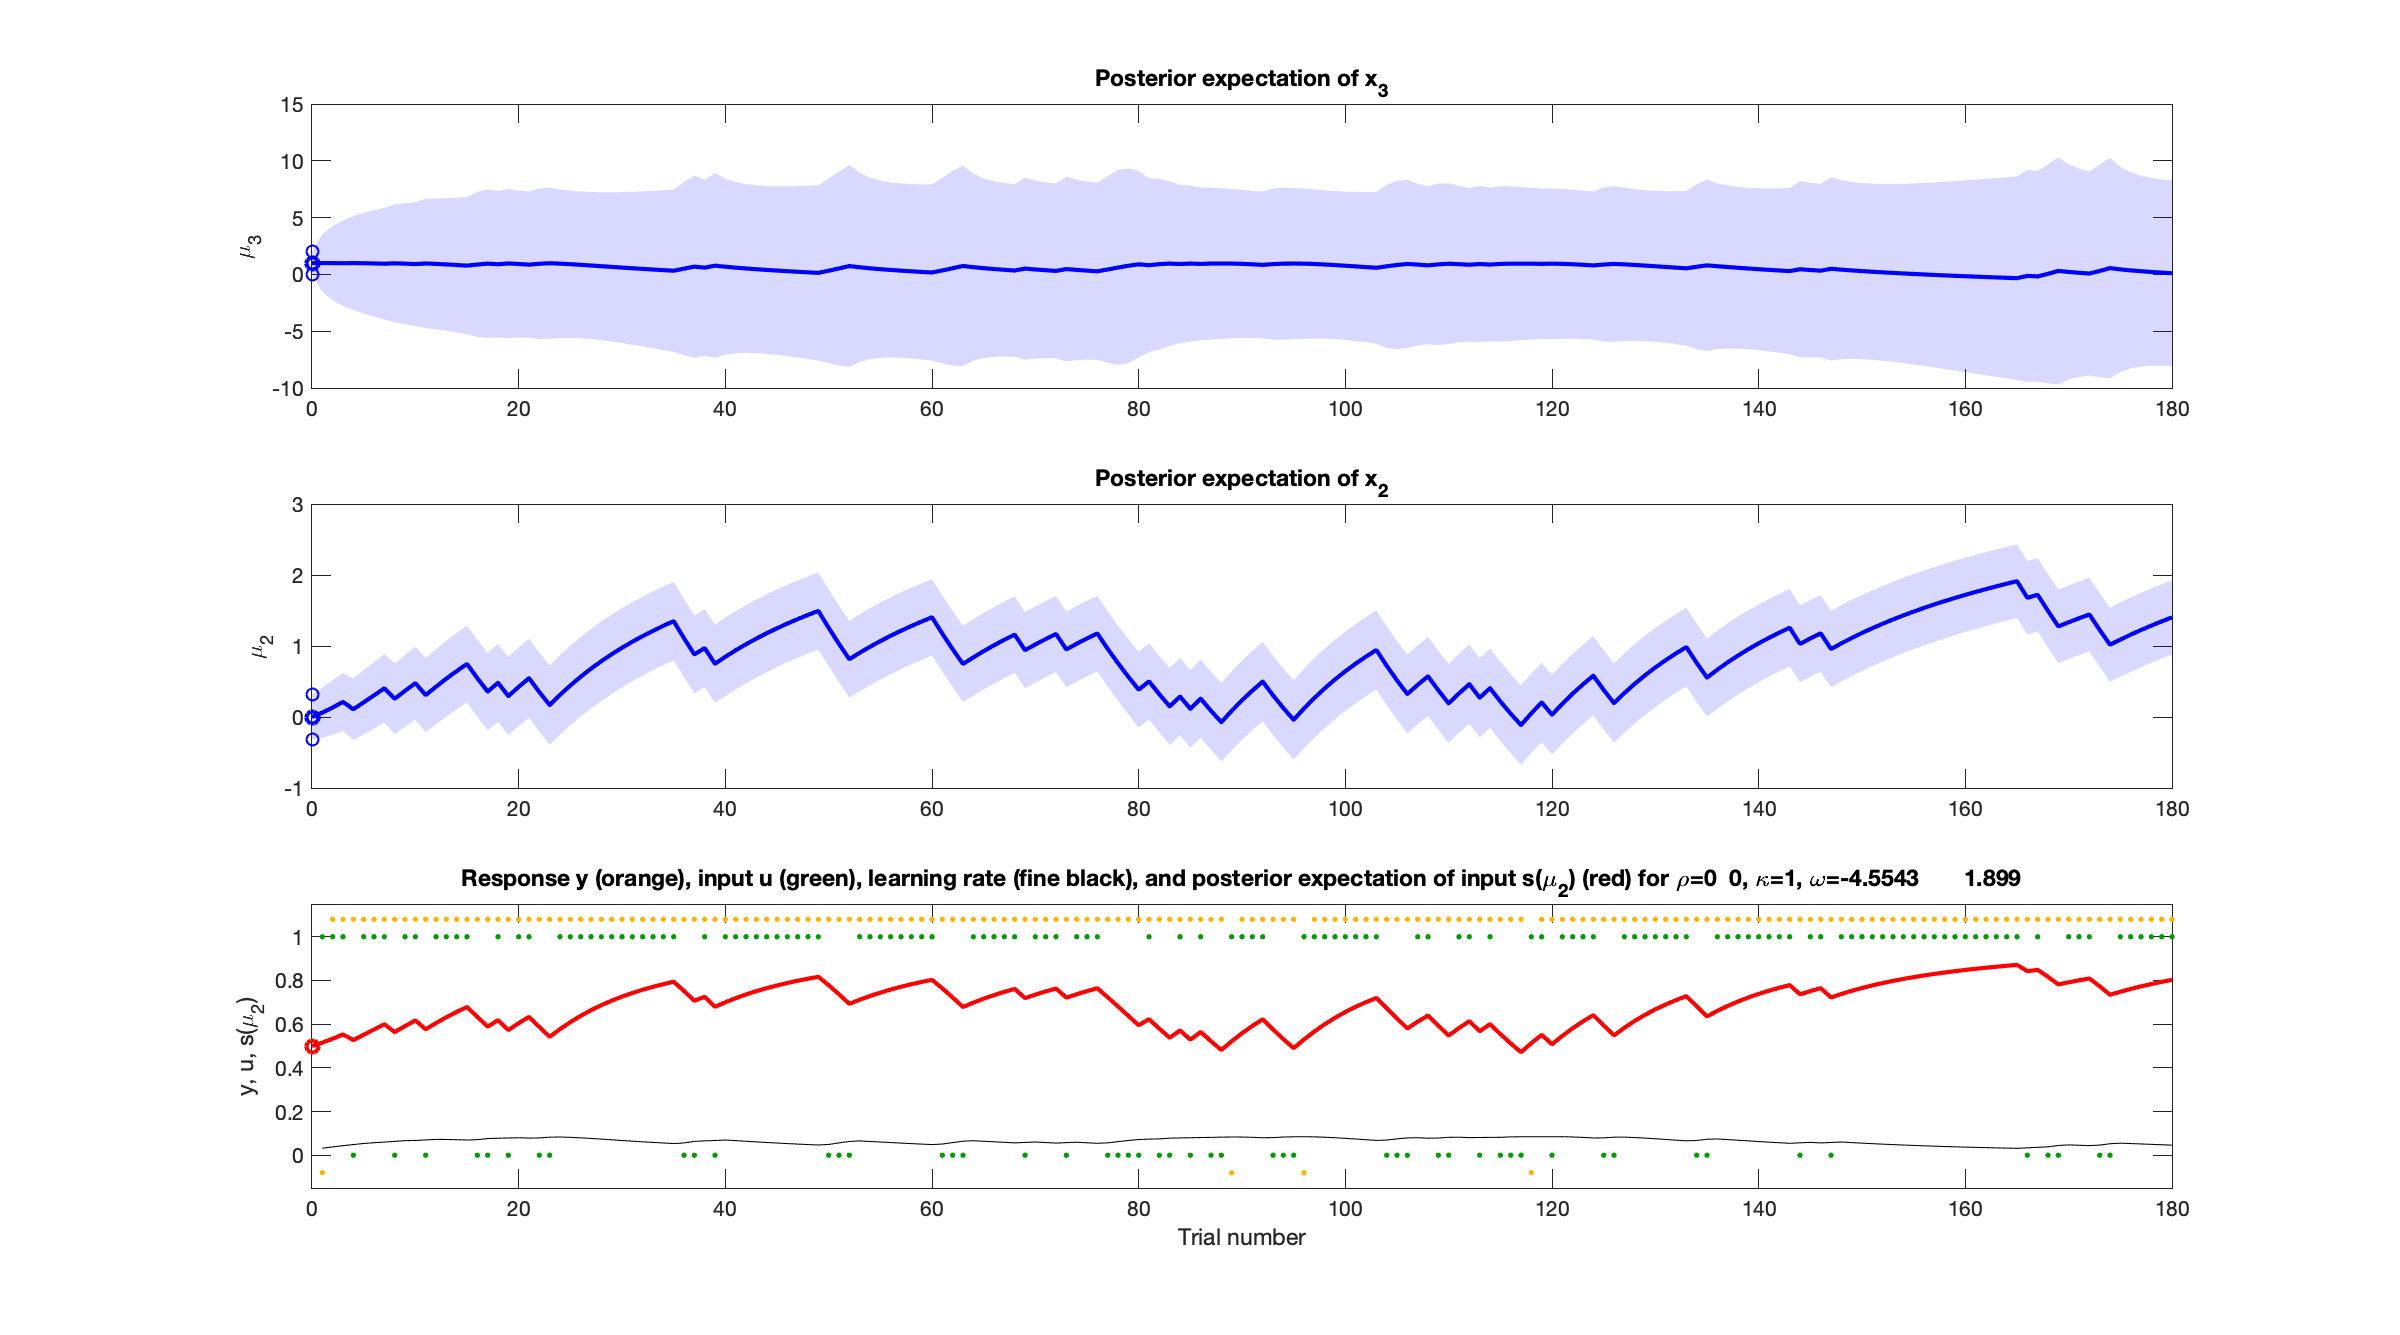 Posterior expectation of x3
15
10
5
0
-5
-10
μ3
0 20 40 60 80 100 120 140 160 180
Posterior expectation of x2
3
2
1
0
-1
μ2
0 20 40 60 80 100 120 140 160 180
Response y (orange), input u (green), learning rate (fine black), and posterior expectation of input s(μ2) (red) for ρ=0 0, κ=1, ω=-4.5543 1.899
1
0.8
0.6
0.4
0.2
0
y, u, s(μ2)
0 20 40 60 80 100 120 140 160 180
Trial number